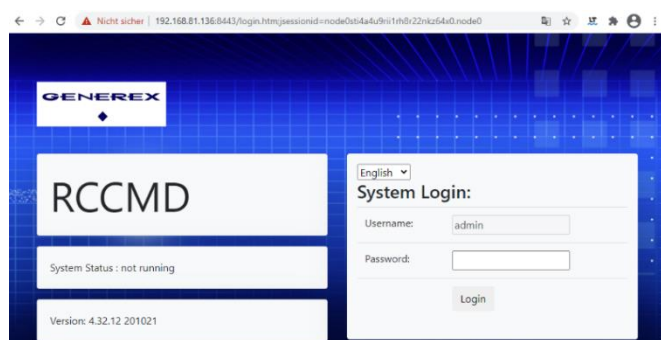 Nicht sicher | 192.168.81.136:8443/login.htm;jsessionid=node0sti4a4u9rii1rh8r22nkz64x0.node0
GENEREX
RCCMD
System Status : not running
Version: 4.32.12 201021
English
System Login:
Username: admin
Password:
Login